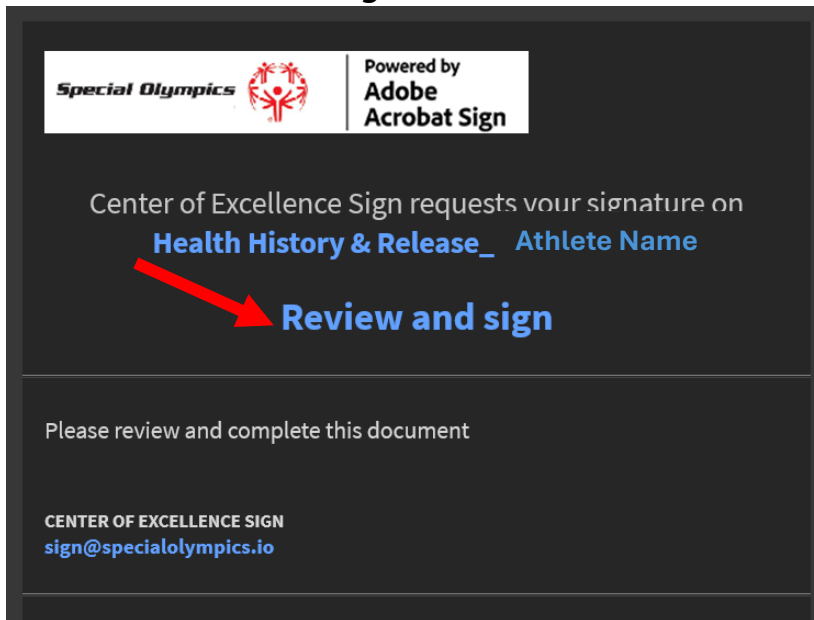 Special Olympics
Powered by
Adobe
Acrobat Sign
Center of Excellence Sign requests your signature on
Health History & Release_ Athlete Name
Review and sign
Please review and complete this document
CENTER OF EXCELLENCE SIGN
sign@specialolympics.io